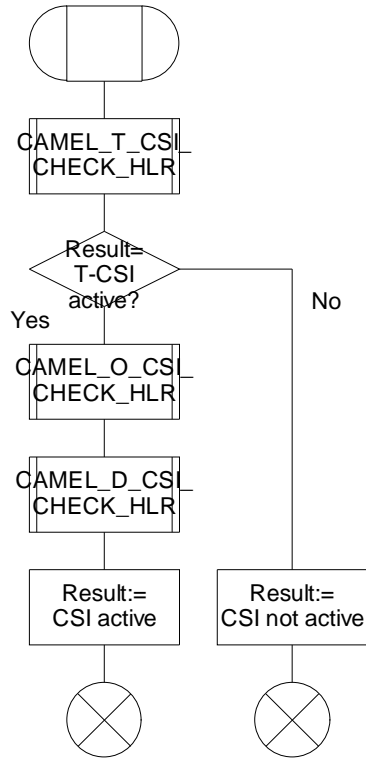 CAMEL_T_CSI_
CHECK_HLR
Result=
T-CSI
active?
Yes
No
CAMEL_O_CSI_
CHECK_HLR
CAMEL_D_CSI_
CHECK_HLR
Result:=
CSI active
Result:=
CSI not active